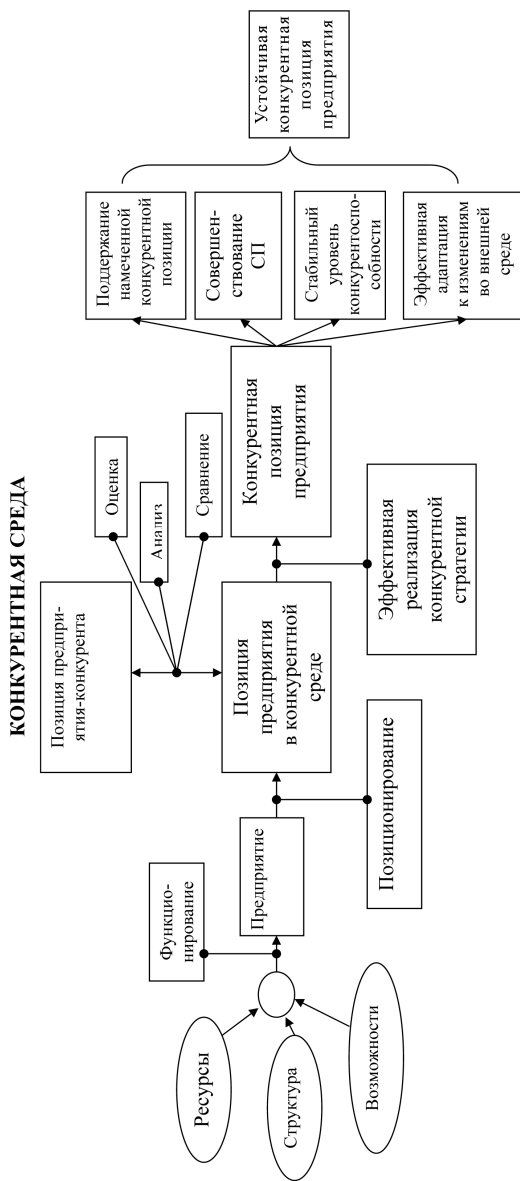 КОНКУРЕНТНАЯ СРЕДА
Ресурсы
Структура
Возможности
Функцио-
нирование
Предприятие
Позиционирование
Позиция предпри-
ятия-конкурента
Оценка
Анализ
Сравнение
Позиция
предприятия
в конкурентной
среде
Эффективная
реализация
конкурентной
стратегии
Конкурентная
позиция
предприятия
Поддержание
намеченной
конкурентной
позиции
Совершен-
ствование
СП
Стабильный
уровень
конкурентоспо-
собности
Эффективная
адаптация
к изменениям
во внешней
среде
Устойчивая
конкурентная
позиция
предприятия